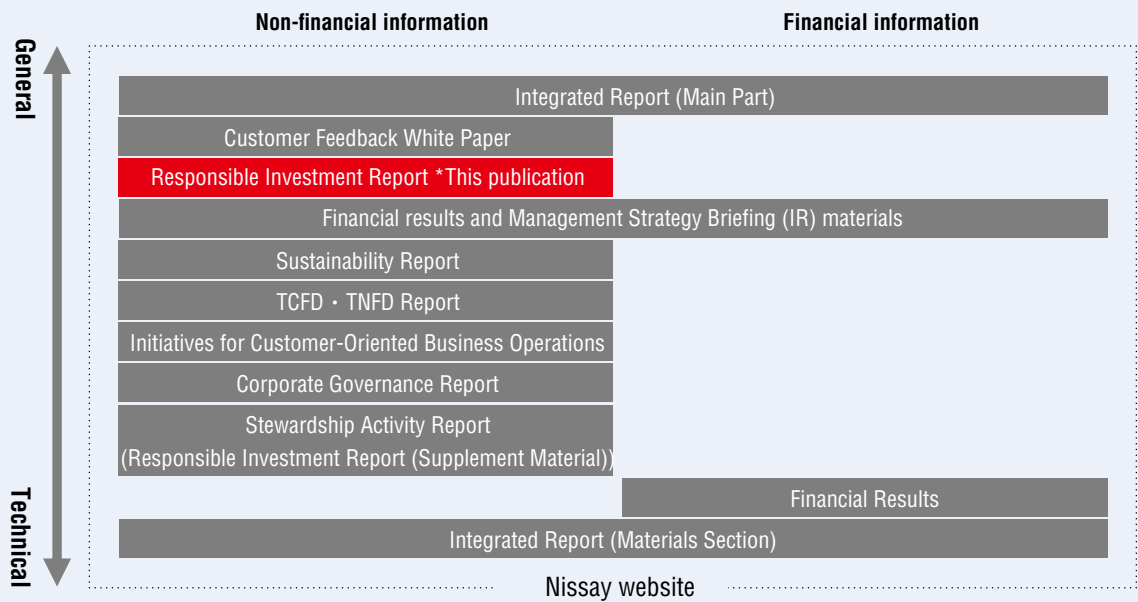 Non-financial information
Financial information
General
Integrated Report (Main Part)
Customer Feedback White Paper
Responsible Investment Report *This publication
Financial results and Management Strategy Briefing (IR) materials
Sustainability Report
TCFD・TNFD Report
Initiatives for Customer-Oriented Business Operations
Corporate Governance Report
Stewardship Activity Report
(Responsible Investment Report (Supplement Material))
Financial Results
Technical
Integrated Report (Materials Section)
Nissay website